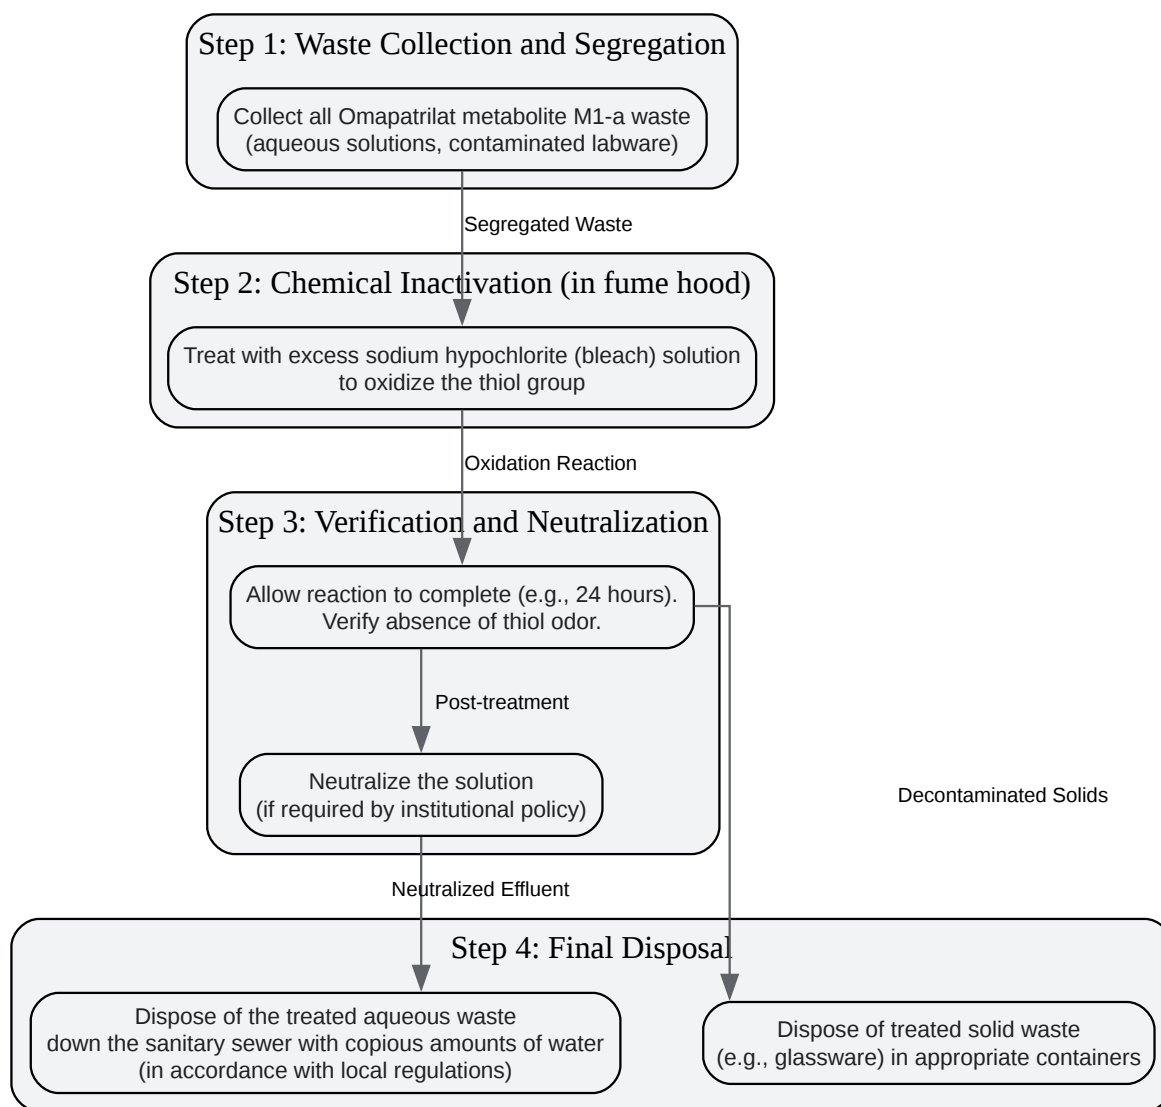 Step 1: Waste Collection and Segregation
Collect all Omapatrilat metabolite M1-a waste
(aqueous solutions, contaminated labware)
Segregated Waste
Step 2: Chemical Inactivation (in fume hood)
Treat with excess sodium hypochlorite (bleach) solution
to oxidize the thiol group
Oxidation Reaction
Step 3: Verification and Neutralization
Allow reaction to complete (e.g., 24 hours).
Verify absence of thiol odor.
Post-treatment
Neutralize the solution
(if required by institutional policy)
Decontaminated Solids
Neutralized Effluent
Step 4: Final Disposal
Dispose of the treated aqueous waste
down the sanitary sewer with copious amounts of water
(in accordance with local regulations)
Dispose of treated solid waste
(e.g., glassware) in appropriate containers